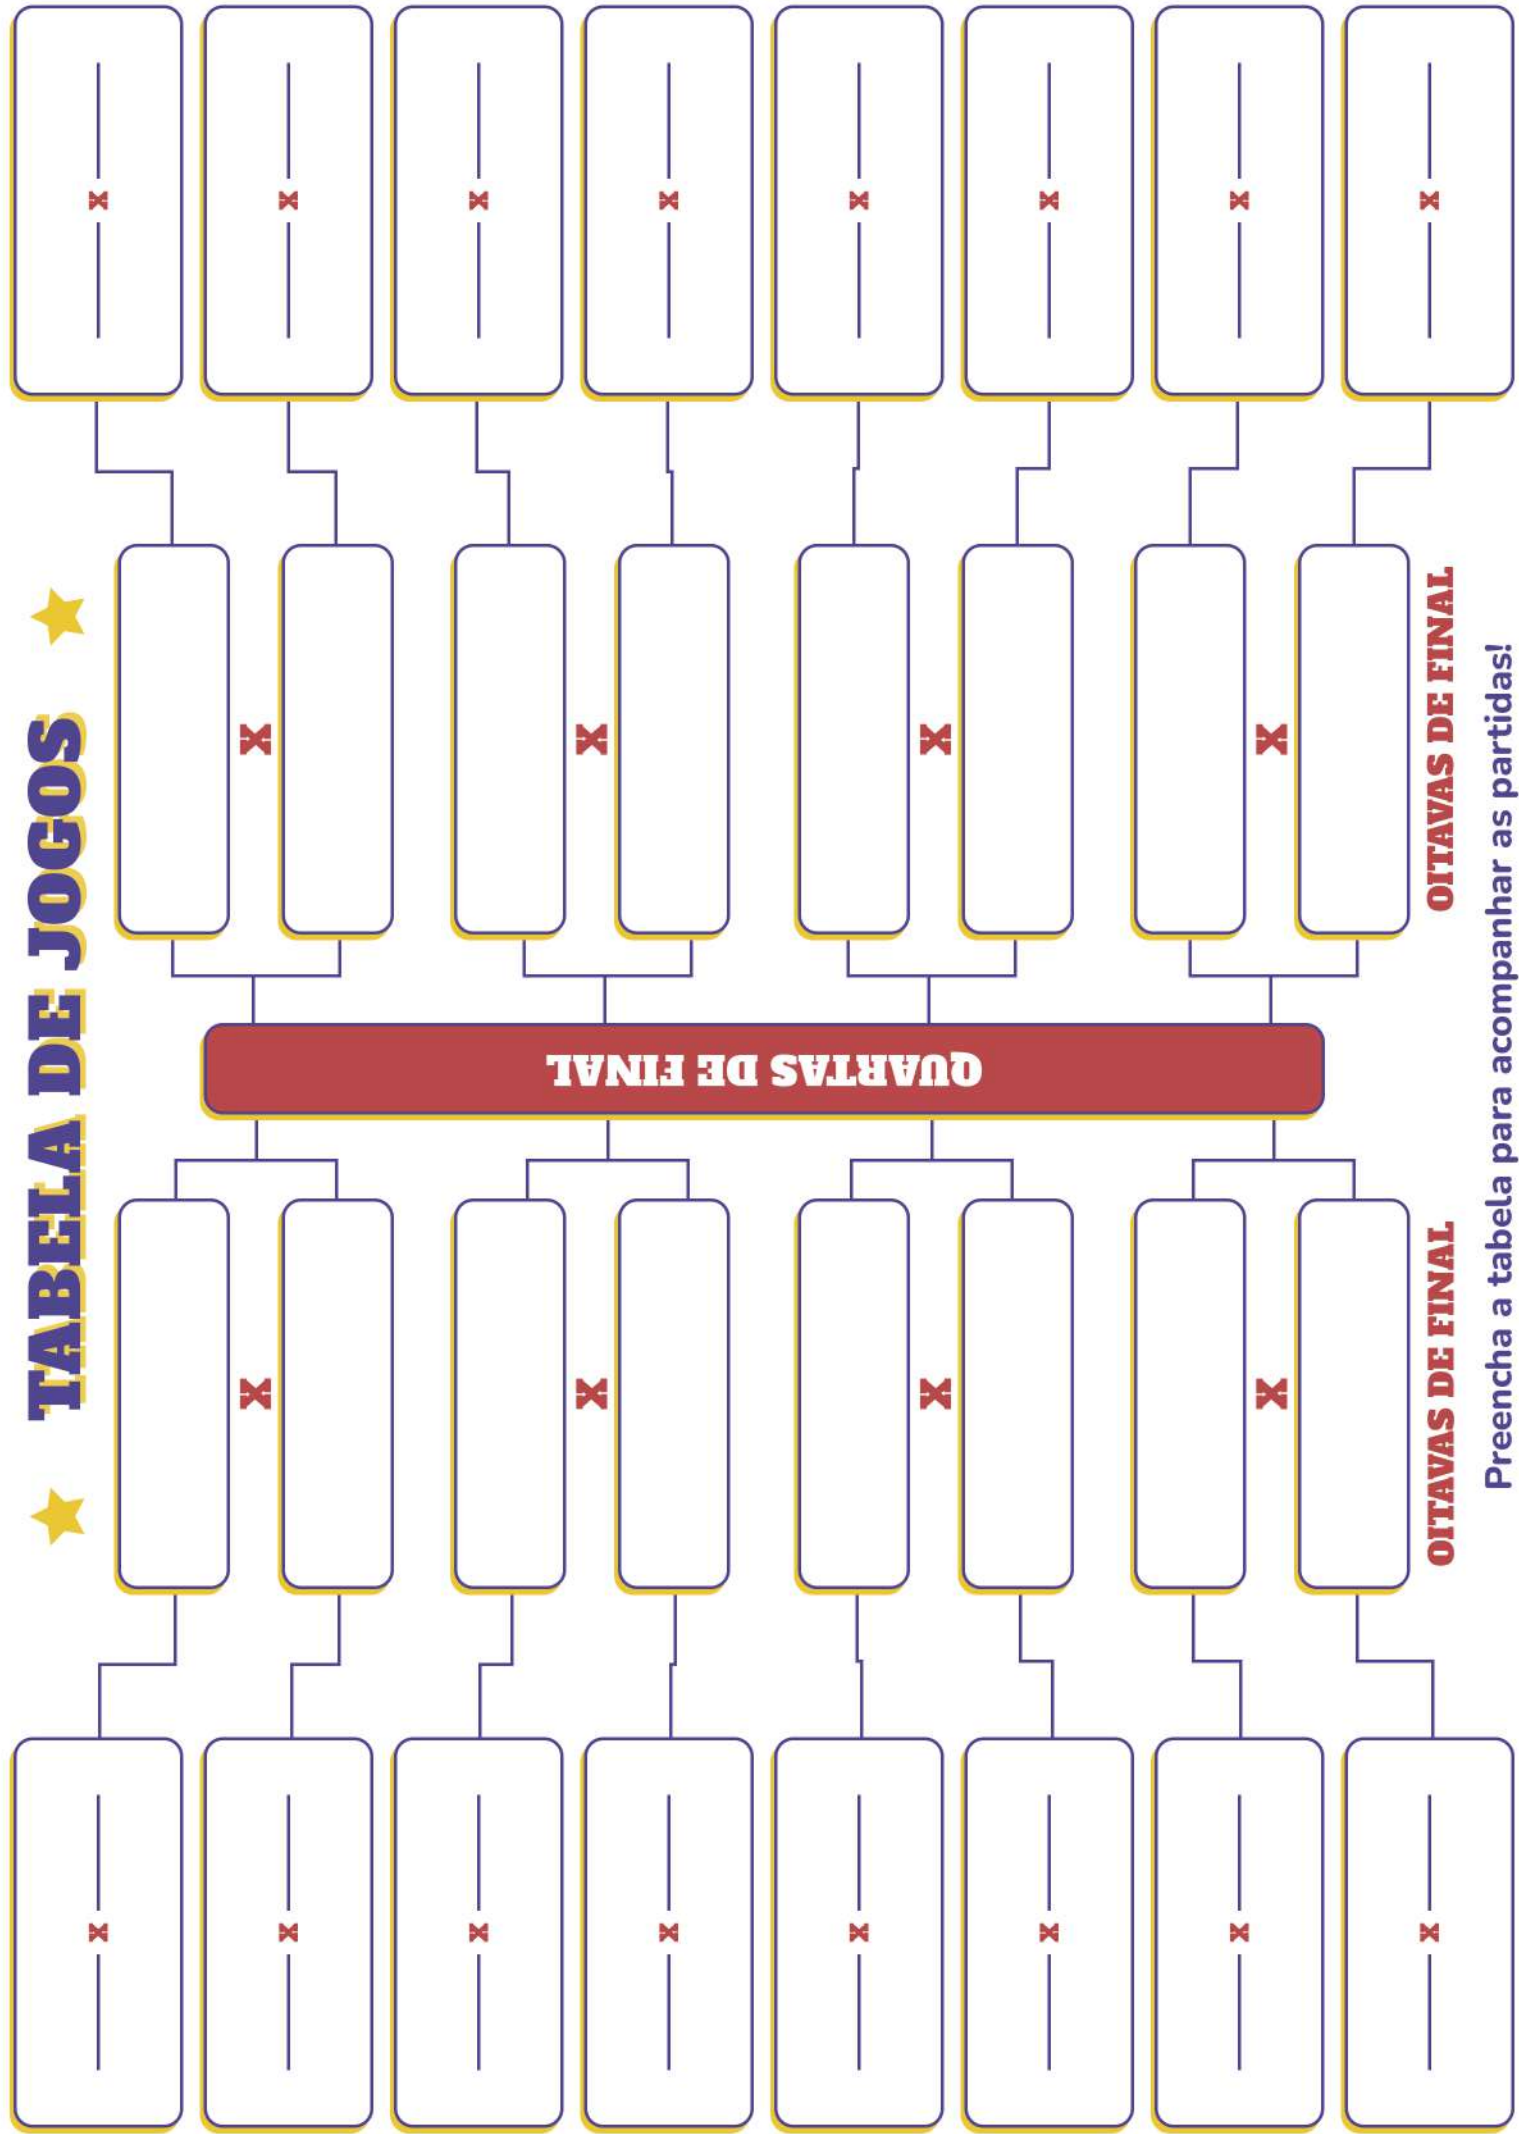 TABELA DE JOGOS
X
X
X
X
X
X
X
X
X
X
X
X
QUARTAS DE FINAL
X
X
X
X
X
X
X
X
X
X
X
X
OITAVAS DE FINAL
OITAVAS DE FINAL
Preencha a tabela para acompanhar as partidas!